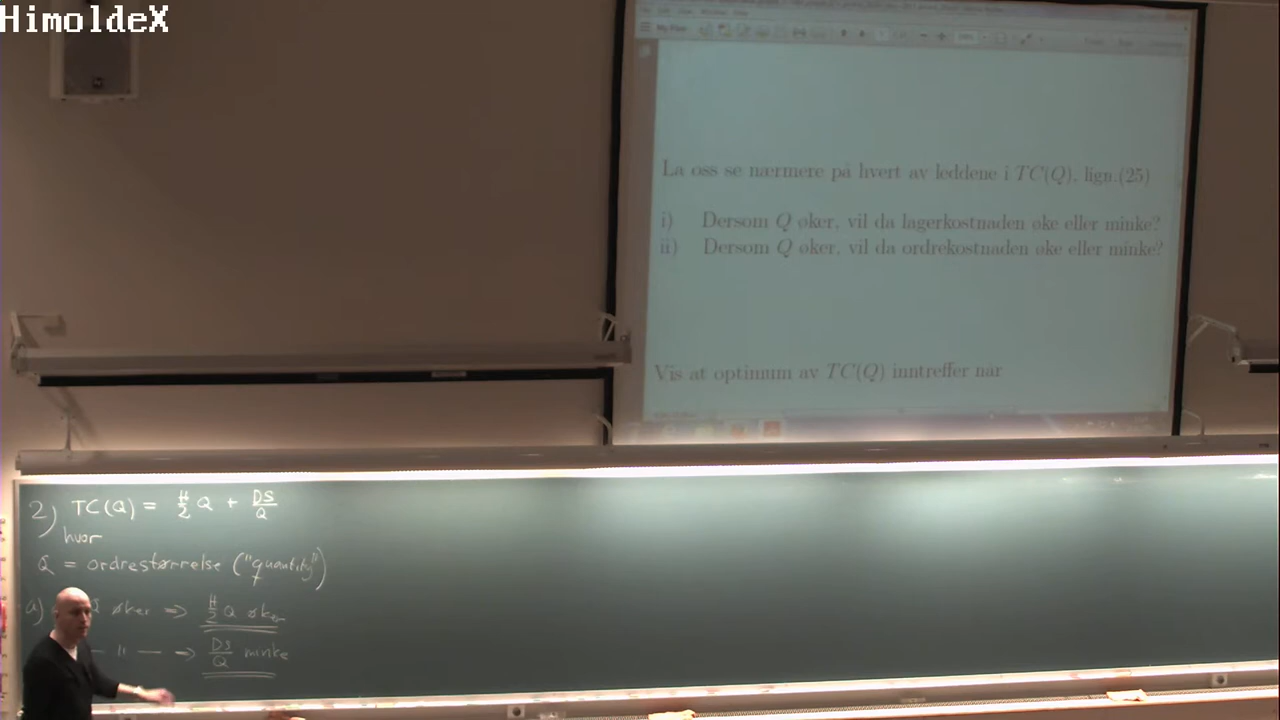 HimoldeX
La oss se nærmere på hvert av leddene i TC(Q), lign.(25)
i) Dersom Q øker, vil da lagerkostnaden øke eller minke?
ii) Dersom Q øker, vil da ordrekostnaden øke eller minke?
Vis at optimum av TC(Q) inntreffer når
2) TC(Q) = H/2 Q + DS/Q
hvor
Q = ordrestørrelse ("quantity")
a) Q øker ⇒ H/2 Q øker
— " — ⇒ DS/Q minke